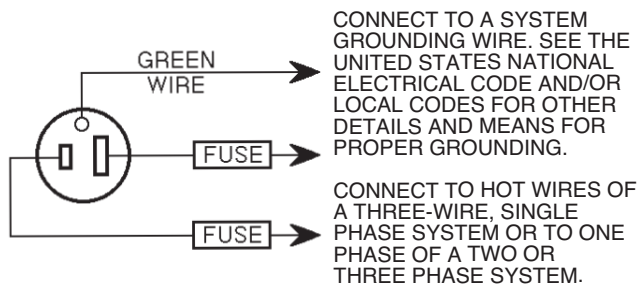 GREEN
WIRE
CONNECT TO A SYSTEM
GROUNDING WIRE. SEE THE
UNITED STATES NATIONAL
ELECTRICAL CODE AND/OR
LOCAL CODES FOR OTHER
DETAILS AND MEANS FOR
PROPER GROUNDING.
FUSE
CONNECT TO HOT WIRES OF
A THREE-WIRE, SINGLE
PHASE SYSTEM OR TO ONE
PHASE OF A TWO OR
THREE PHASE SYSTEM.
FUSE